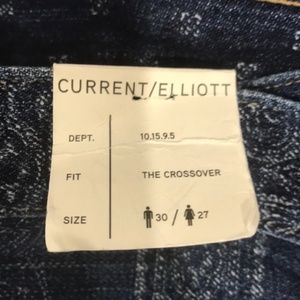 CURRENT/ELLIOTT
DEPT. 10.15.9.5
FIT THE CROSSOVER
SIZE 30 / 27